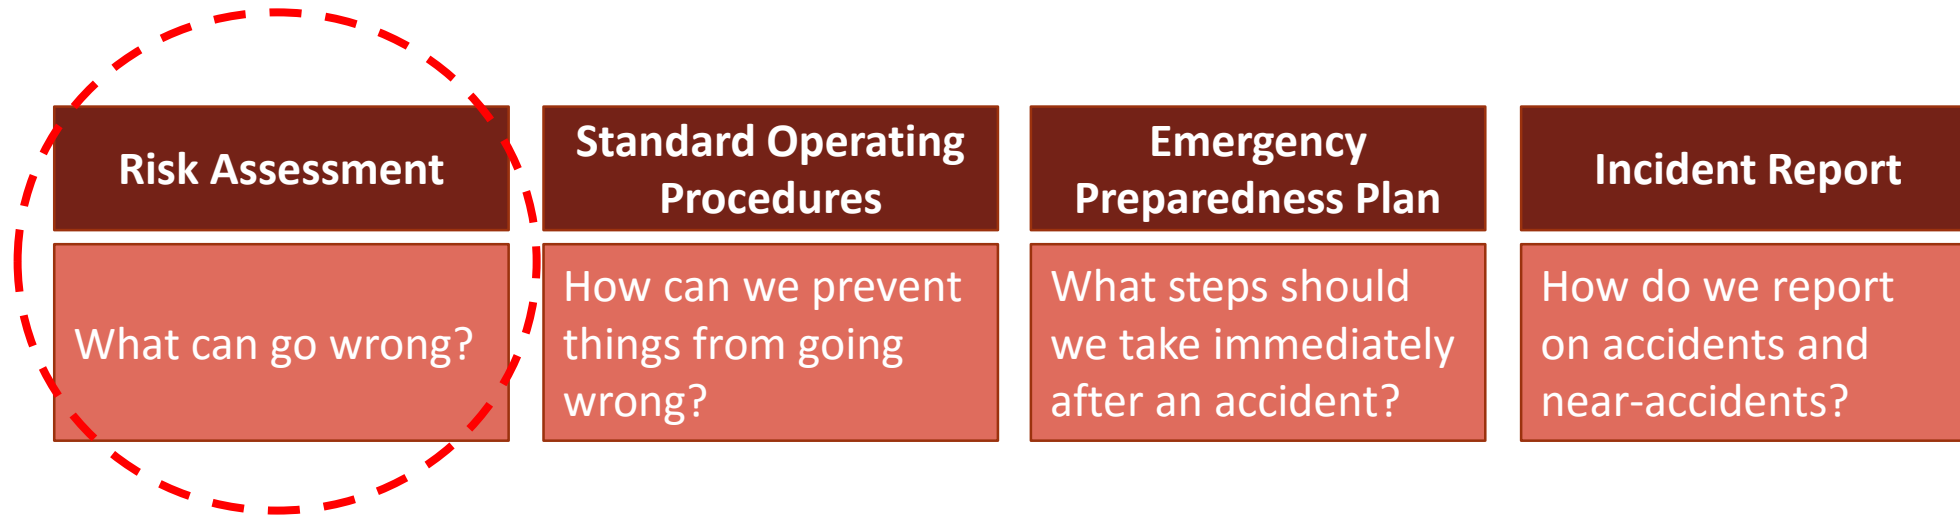 Risk Assessment
What can go wrong?
Standard Operating
Procedures
How can we prevent
things from going
wrong?
Emergency
Preparedness Plan
What steps should
we take immediately
after an accident?
Incident Report
How do we report
on accidents and
near-accidents?